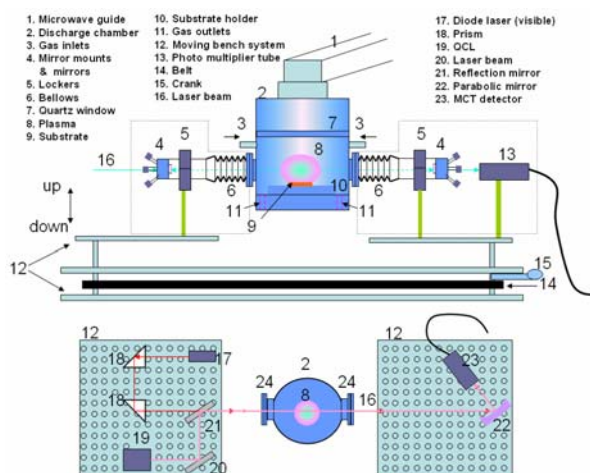 1. Microwave guide
2. Discharge chamber
3. Gas inlets
4. Mirror mounts
& mirrors
5. Lockers
6. Bellows
7. Quartz window
8. Plasma
9. Substrate
10. Substrate holder
11. Gas outlets
12. Moving bench system
13. Photo multiplier tube
14. Belt
15. Crank
16. Laser beam
17. Diode laser (visible)
18. Prism
19. QCL
20. Laser beam
21. Reflection mirror
22. Parabolic mirror
23. MCT detector
1
2
3
7
3
5
5
4
8
4
16
13
6
6
10
up
11
11
down
9
12
15
14
12
12
18
17
2
23
24
24
8
16
18
21
22
19
20